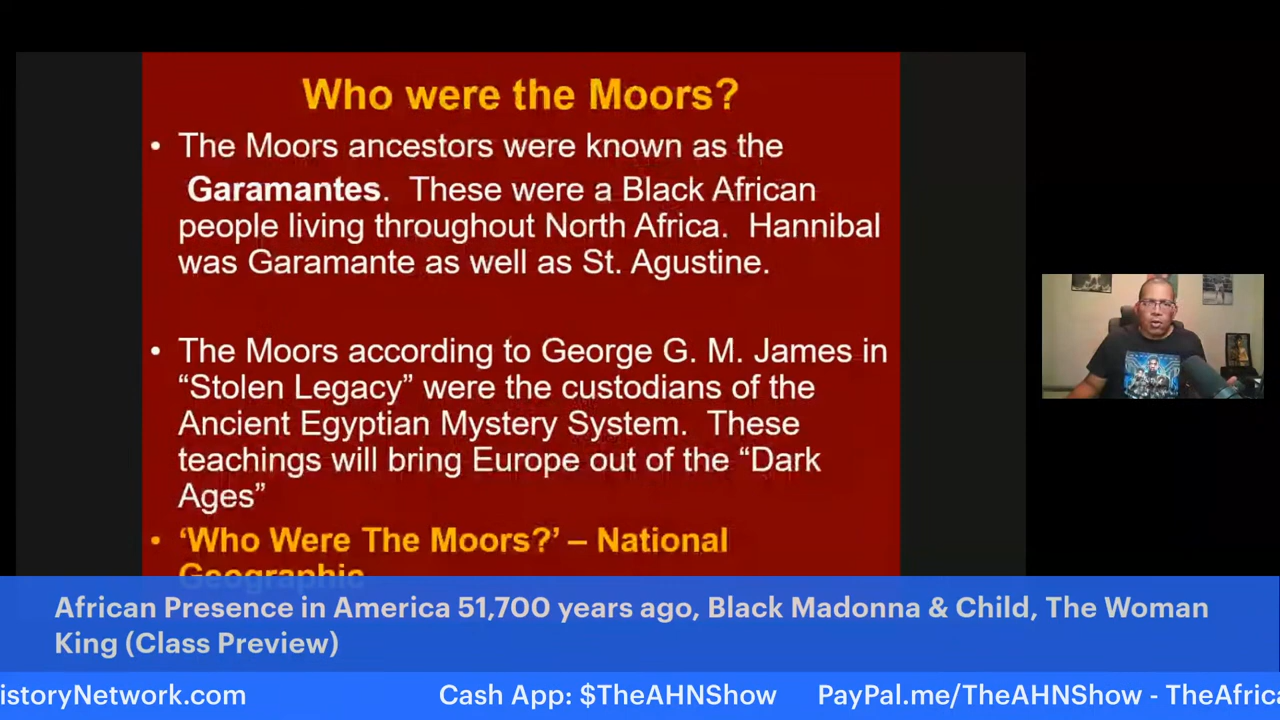 Who were the Moors?
• The Moors ancestors were known as the
Garamantes. These were a Black African
people living throughout North Africa. Hannibal
was Garamante as well as St. Agustine.
• The Moors according to George G. M. James in
“Stolen Legacy” were the custodians of the
Ancient Egyptian Mystery System. These
teachings will bring Europe out of the “Dark
Ages”
• ‘Who Were The Moors?’ – National
Geographic
African Presence in America 51,700 years ago, Black Madonna & Child, The Woman
King (Class Preview)
istoryNetwork.com Cash App: $TheAHNShow PayPal.me/TheAHNShow - TheAfrica